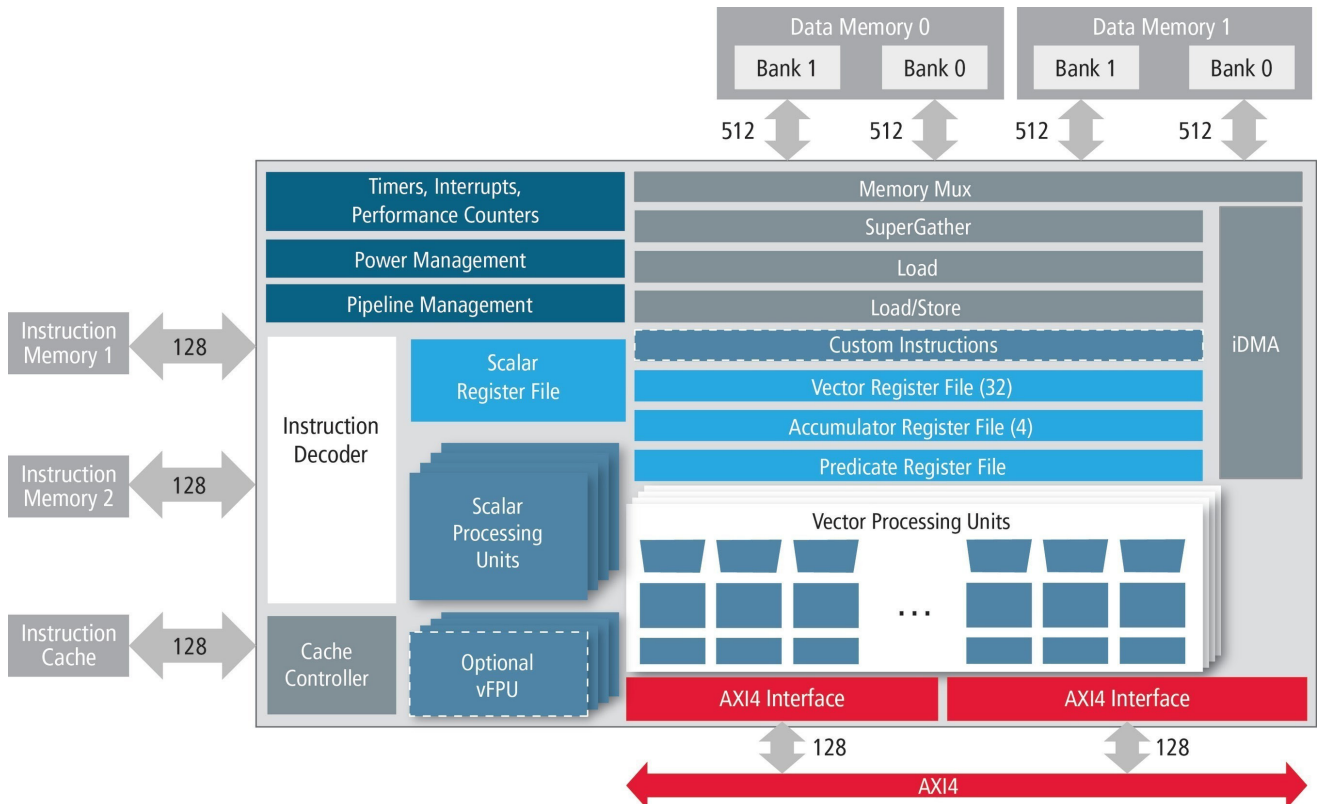 Data Memory 0
Bank 1
Bank 0
Data Memory 1
Bank 1
Bank 0
512
512
512
512
Timers, Interrupts,
Performance Counters
Power Management
Pipeline Management
Memory Mux
SuperGather
Load
Load/Store
Custom Instructions
Vector Register File (32)
Accumulator Register File (4)
Predicate Register File
iDMA
Instruction
Memory 1
128
Instruction
Memory 2
128
Instruction
Cache
128
Instruction
Decoder
Scalar
Register File
Scalar
Processing
Units
Cache
Controller
Optional
vFPU
Vector Processing Units
...
AXI4 Interface
AXI4 Interface
128
128
AXI4